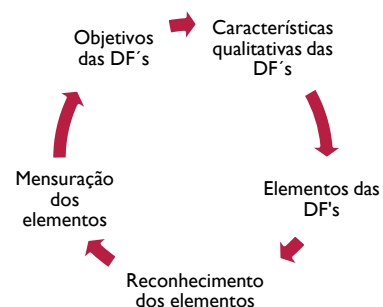 Objetivos
das DF´s
Características
qualitativas das
DF´s
Elementos das
DF's
Reconhecimento
dos elementos
Mensuração
dos
elementos